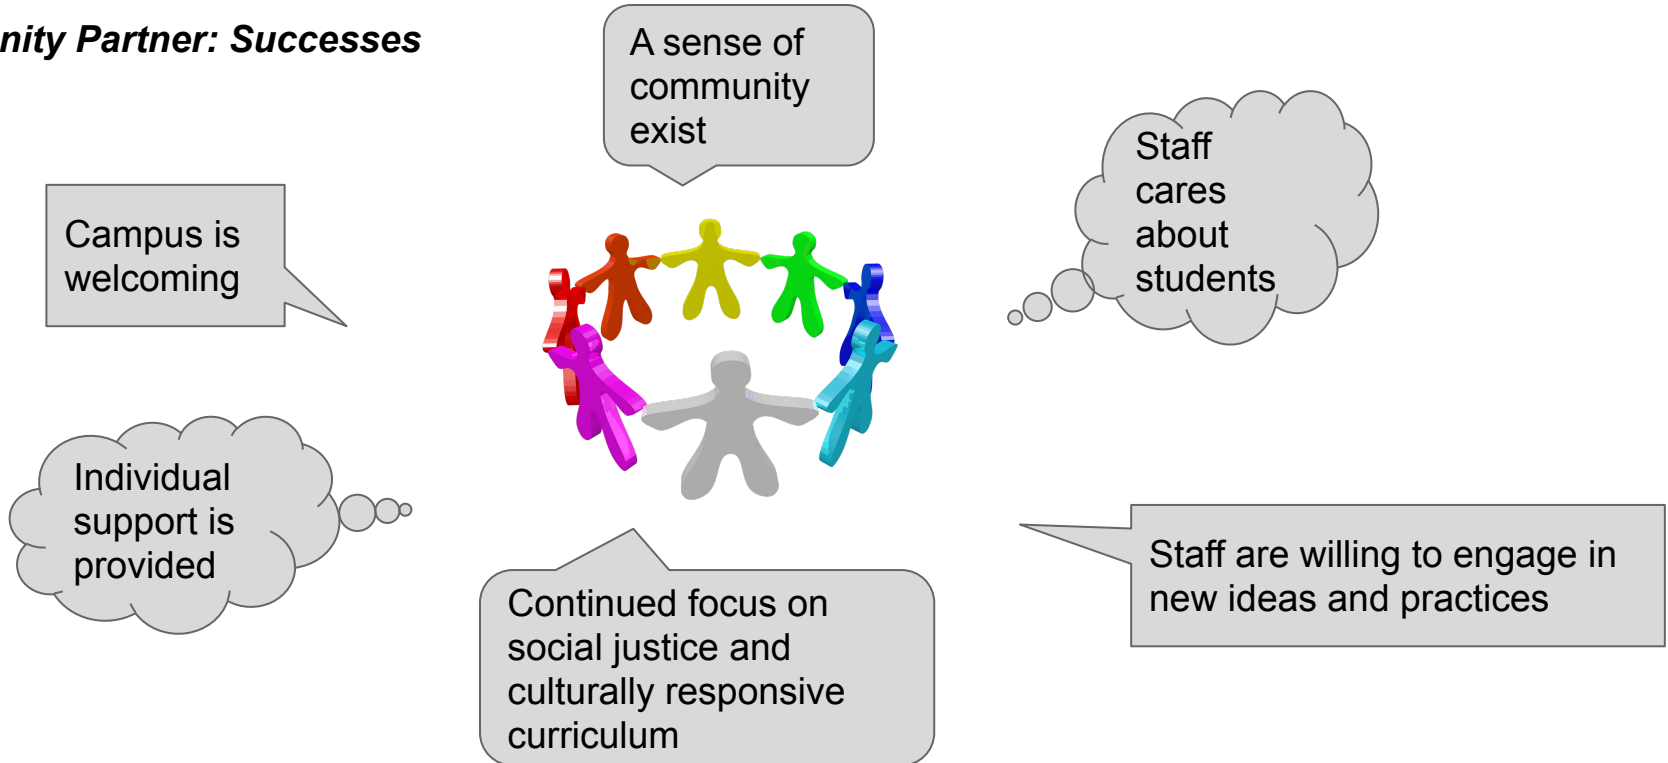 nity Partner: Successes
A sense of
community
exist
Staff
cares
about
students
Campus is
welcoming
Individual
support is
provided
Continued focus on
social justice and
culturally responsive
curriculum
Staff are willing to engage in
new ideas and practices